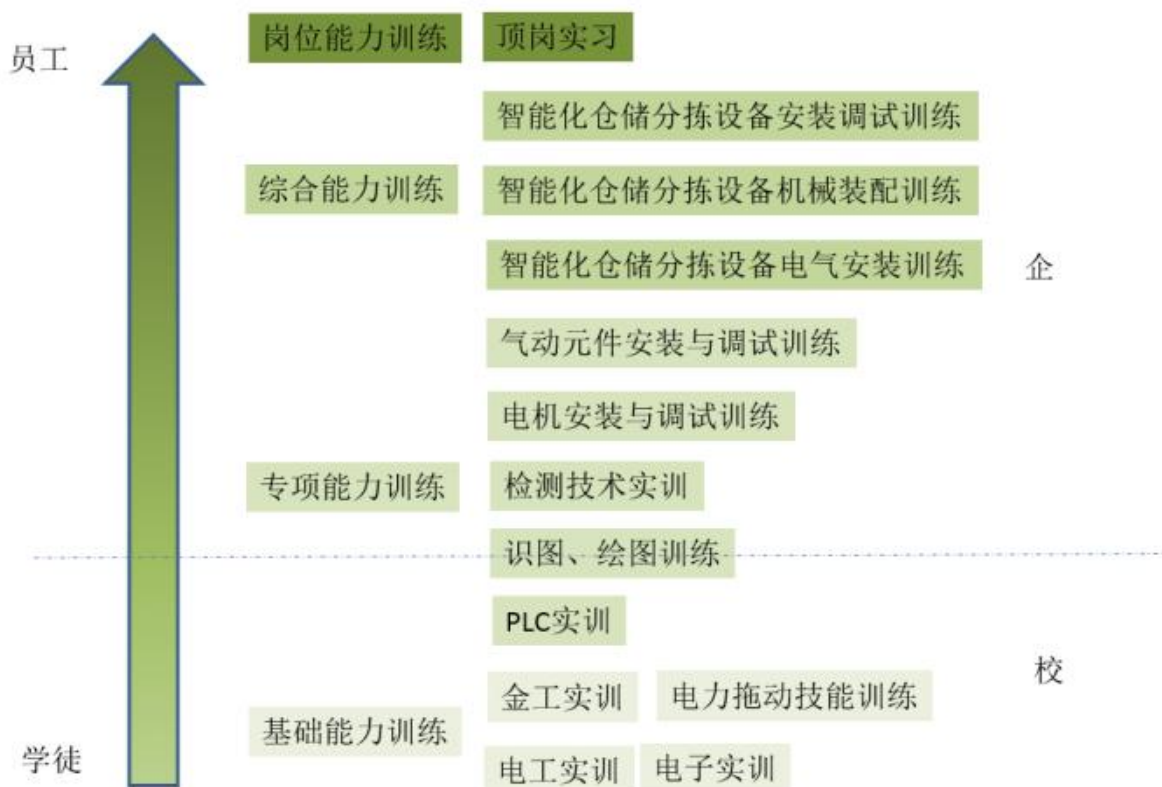 员工
岗位能力训练 顶岗实习
智能化仓储分拣设备安装调试训练
综合能力训练 智能化仓储分拣设备机械装配训练
智能化仓储分拣设备电气安装训练 企
气动元件安装与调试训练
电机安装与调试训练
专项能力训练 检测技术实训
识图、绘图训练
PLC实训
校
金工实训 电力拖动技能训练
基础能力训练
学徒
电工实训 电子实训